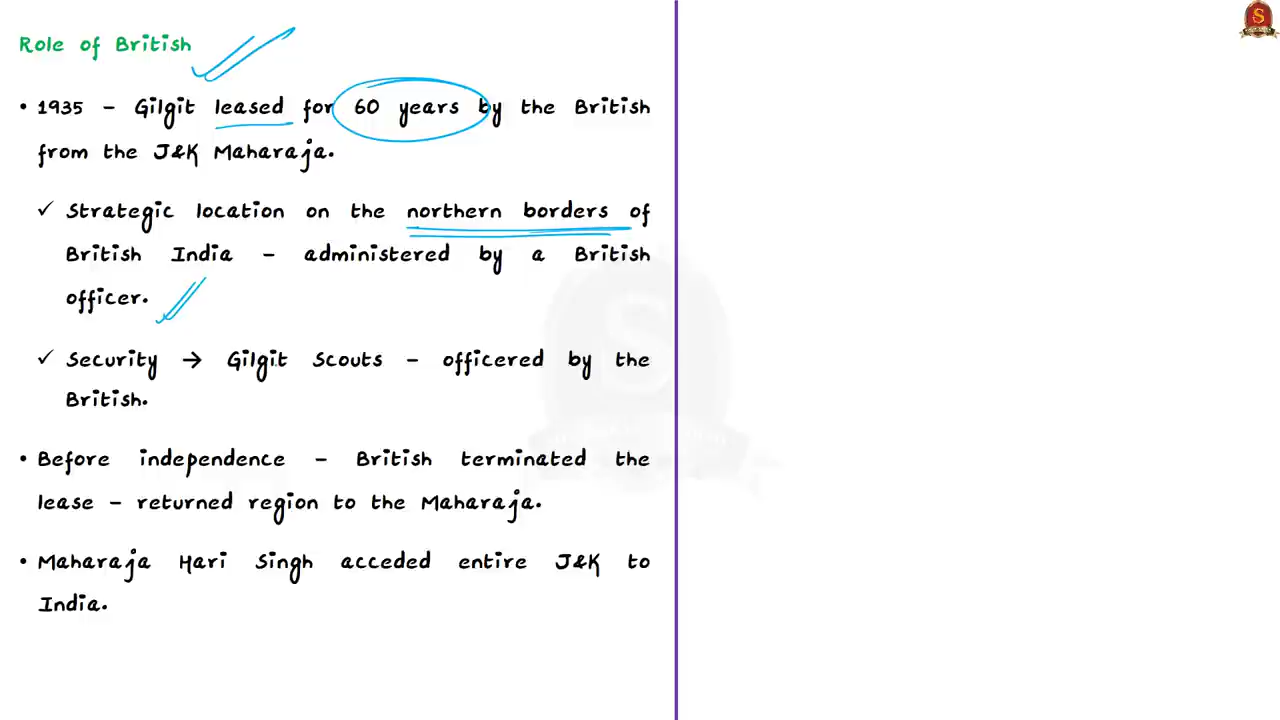 Role of British
• 1935 – Gilgit leased for 60 years by the British
from the J&K Maharaja.
✓ Strategic location on the northern borders of
British India – administered by a British
officer.
✓ Security → Gilgit Scouts – officered by the
British.
• Before independence – British terminated the
lease – returned region to the Maharaja.
• Maharaja Hari Singh acceded entire J&K to
India.